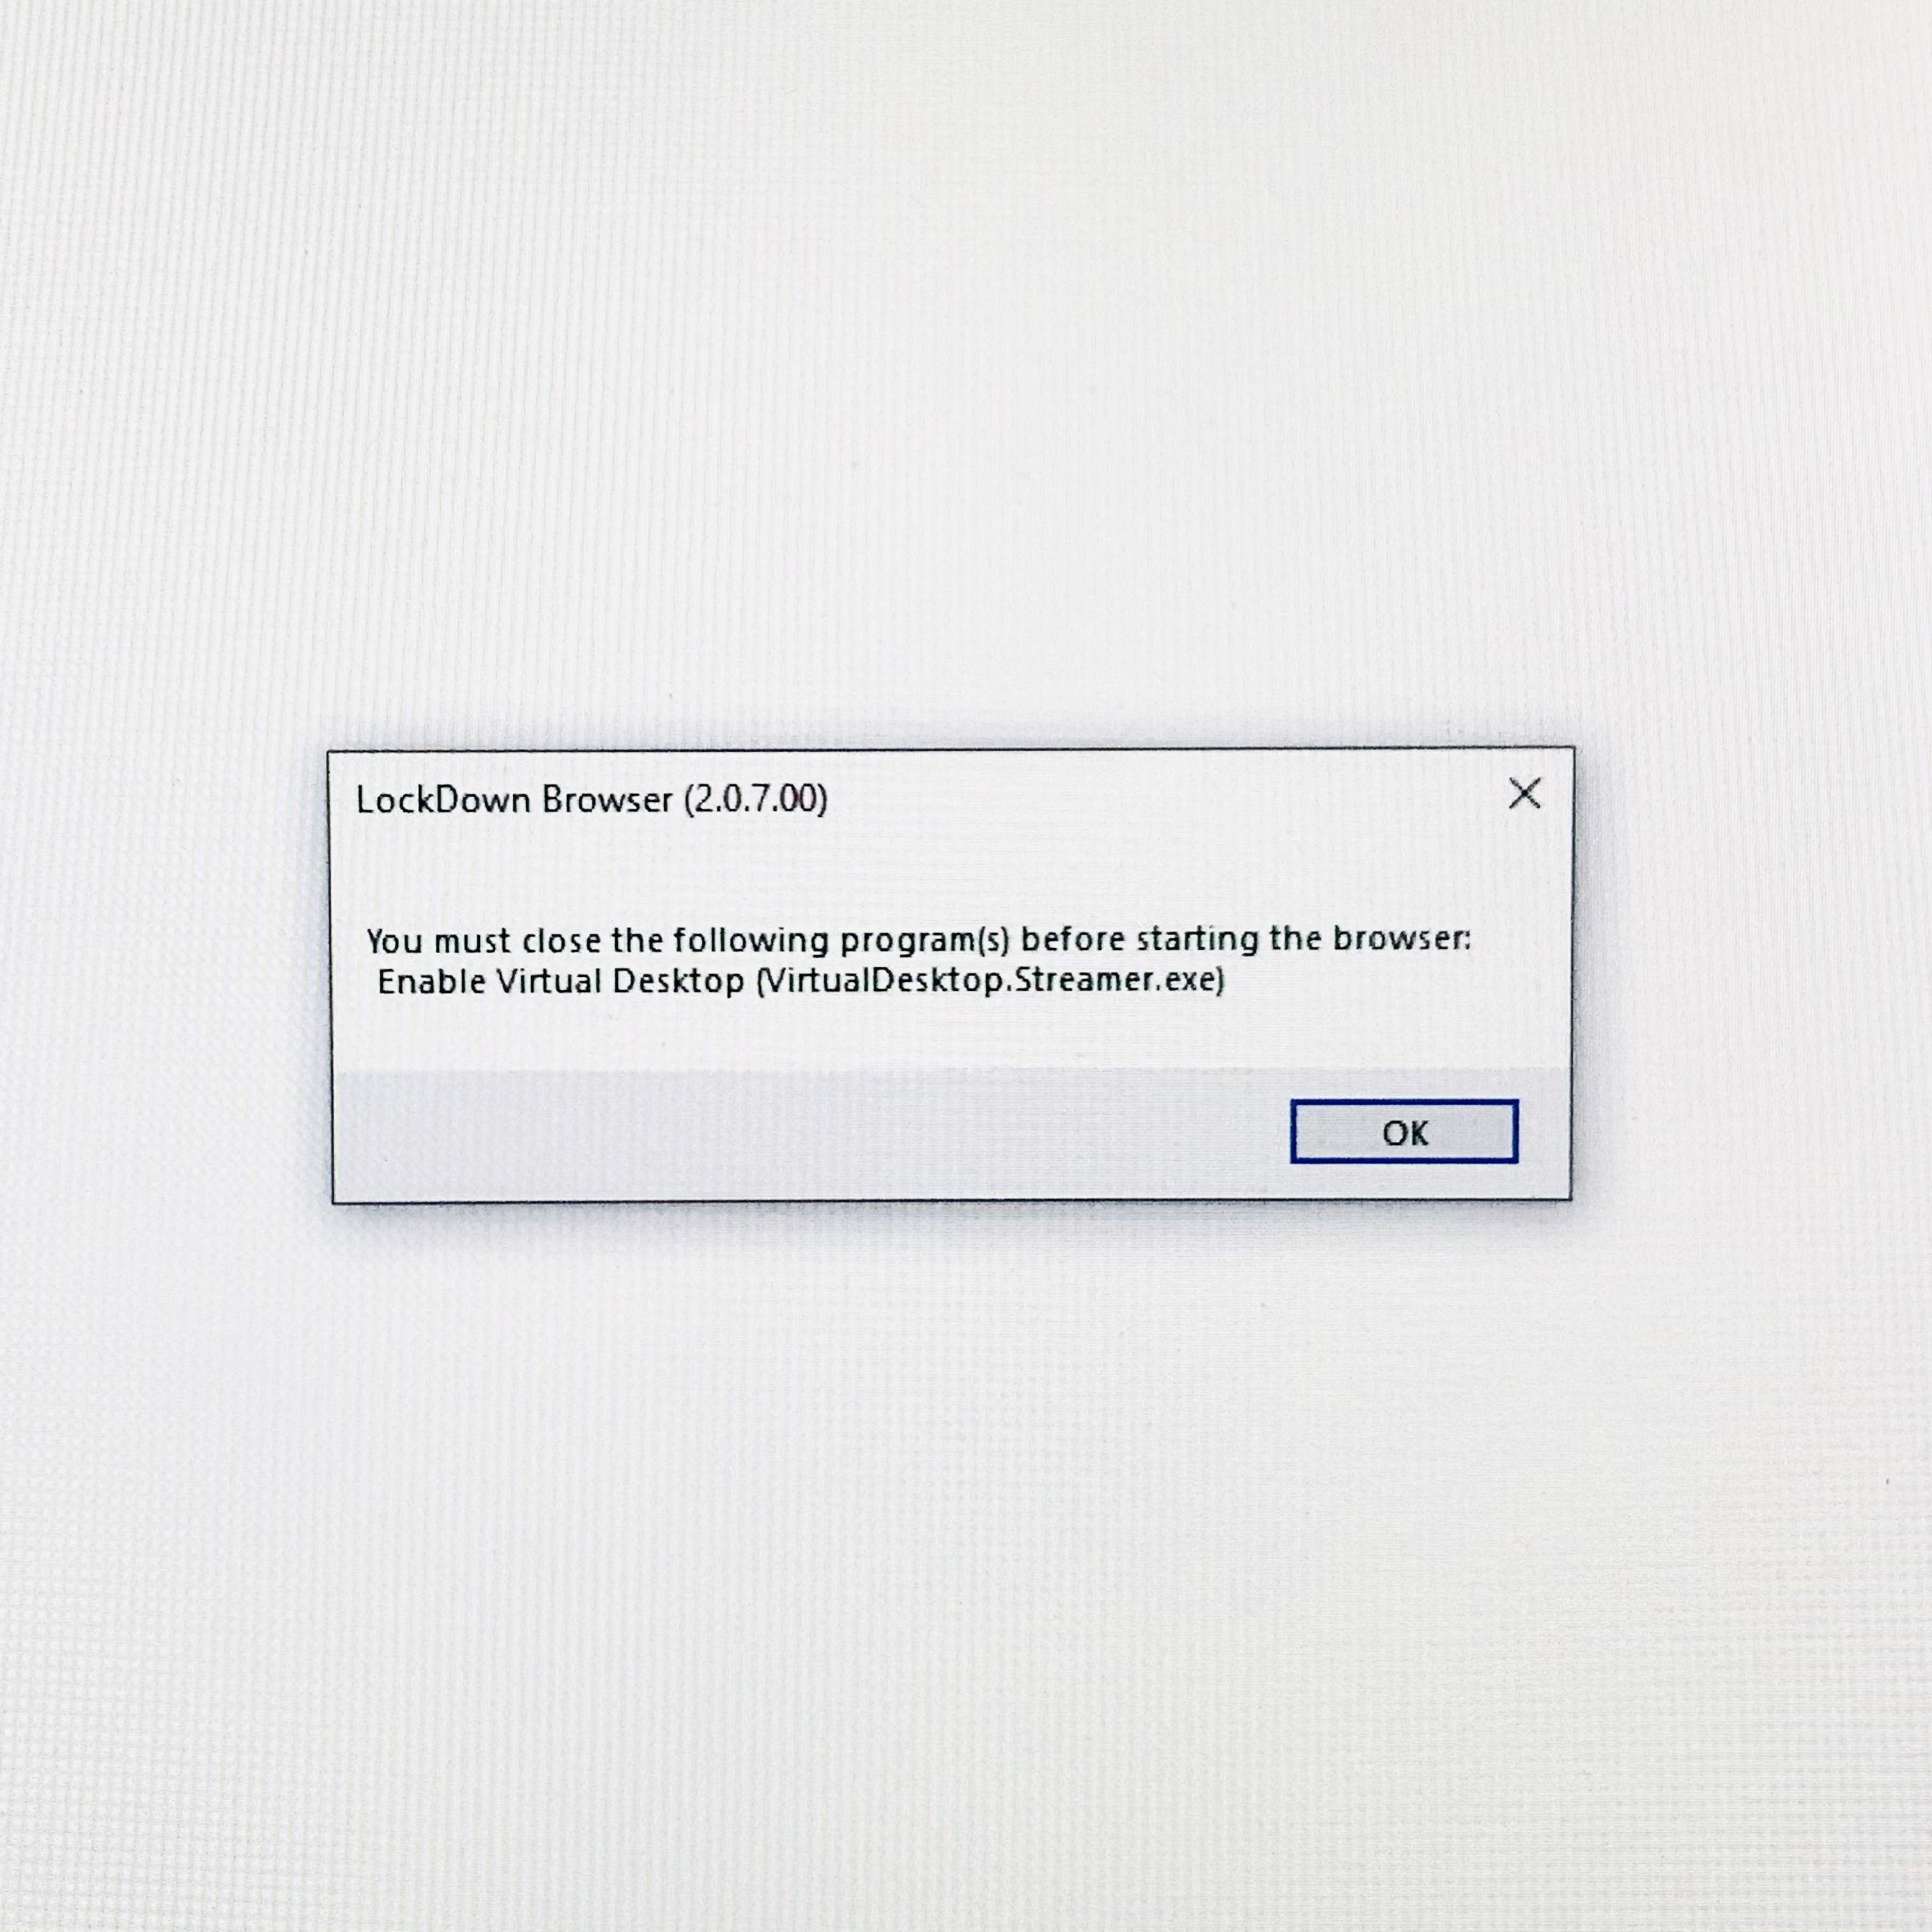 LockDown Browser (2.0.7.00)
You must close the following program(s) before starting the browser:
Enable Virtual Desktop (VirtualDesktop.Streamer.exe)
OK